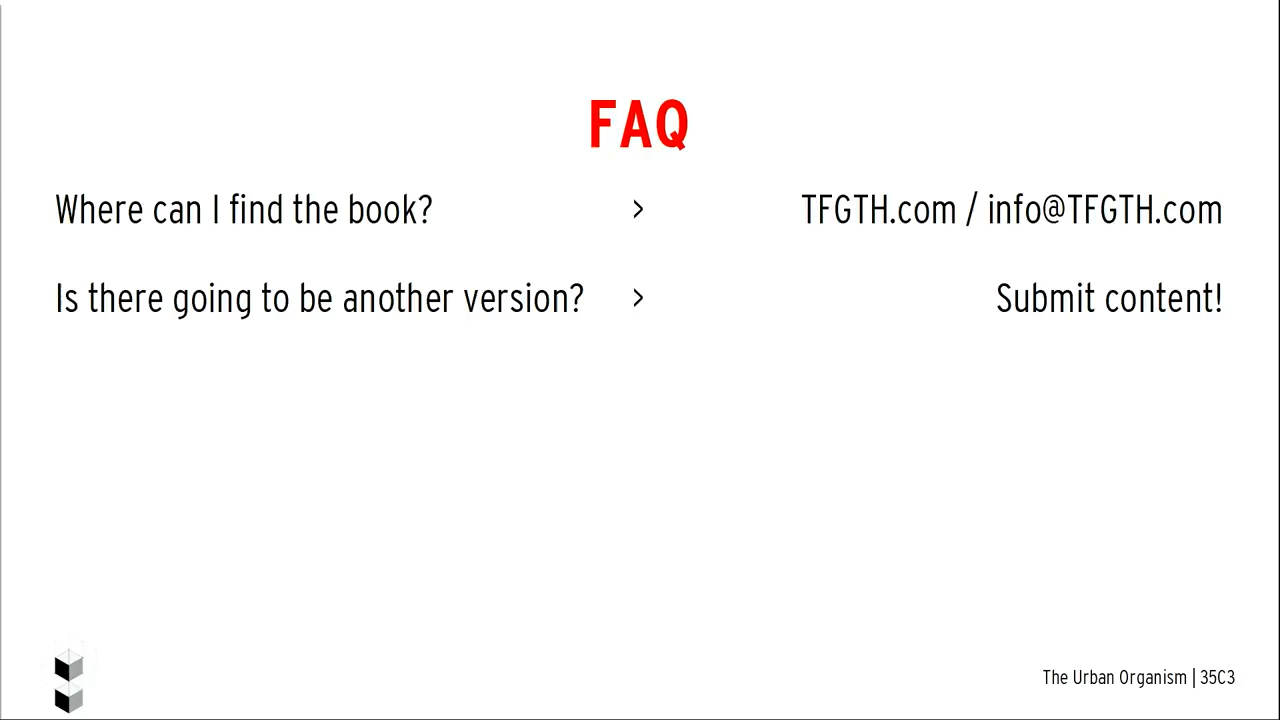 FAQ
Where can I find the book? > TFGTH.com / info@TFGTH.com
Is there going to be another version? > Submit content!
The Urban Organism | 35C3